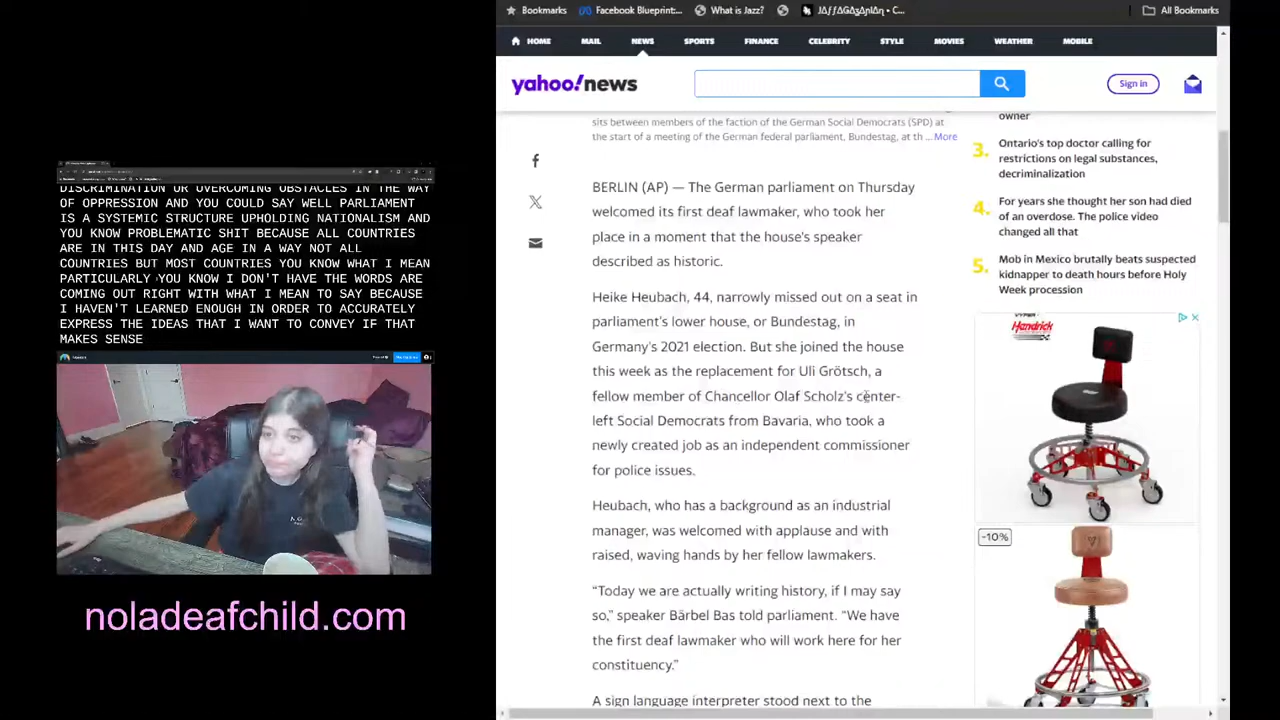 Bookmarks
Facebook Blueprint:...
What is Jazz?
All Bookmarks
HOME
MAIL
NEWS
SPORTS
FINANCE
CELEBRITY
STYLE
MOVIES
WEATHER
MOBILE
yahoo!news
Sign in
DISCRIMINATION OR OVERCOMING OBSTACLES IN THE WAY
OF OPPRESSION AND YOU COULD SAY WELL PARLIAMENT
IS A SYSTEMIC STRUCTURE UPHOLDING NATIONALISM AND
YOU KNOW PROBLEMATIC SHIT BECAUSE ALL COUNTRIES
ARE IN THIS DAY AND AGE IN A WAY NOT ALL
COUNTRIES BUT MOST COUNTRIES YOU KNOW WHAT I MEAN
PARTICULARLY YOU KNOW I DON'T HAVE THE WORDS ARE
COMING OUT RIGHT WITH WHAT I MEAN TO SAY BECAUSE
I HAVEN'T LEARNED ENOUGH IN ORDER TO ACCURATELY
EXPRESS THE IDEAS THAT I WANT TO CONVEY IF THAT
MAKES SENSE
noladeafchild.com
sits between members of the faction of the German Social Democrats (SPD) at
the start of a meeting of the German federal parliament, Bundestag, at th ... More
BERLIN (AP) — The German parliament on Thursday
welcomed its first deaf lawmaker, who took her
place in a moment that the house's speaker
described as historic.
Heike Heubach, 44, narrowly missed out on a seat in
parliament's lower house, or Bundestag, in
Germany's 2021 election. But she joined the house
this week as the replacement for Uli Grötsch, a
fellow member of Chancellor Olaf Scholz's center-
left Social Democrats from Bavaria, who took a
newly created job as an independent commissioner
for police issues.
Heubach, who has a background as an industrial
manager, was welcomed with applause and with
raised, waving hands by her fellow lawmakers.
“Today we are actually writing history, if I may say
so,” speaker Bärbel Bas told parliament. “We have
the first deaf lawmaker who will work here for her
constituency.”
A sign language interpreter stood next to the
owner
3. Ontario's top doctor calling for
restrictions on legal substances,
decriminalization
4. For years she thought her son had died
of an overdose. The police video
changed all that
5. Mob in Mexico brutally beats suspected
kidnapper to death hours before Holy
Week procession
Hendrick
-10%